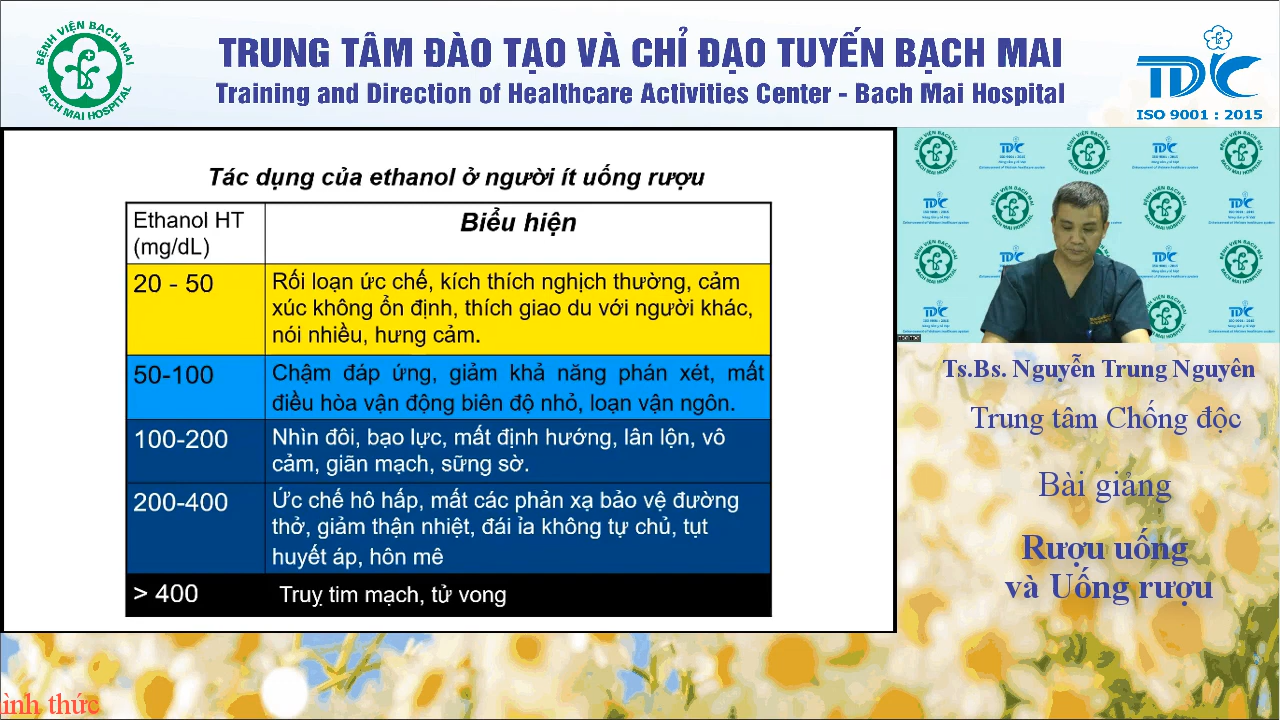 BỆNH VIỆN BẠCH MAI
BACH MAI HOSPITAL
TRUNG TÂM ĐÀO TẠO VÀ CHỈ ĐẠO TUYẾN BẠCH MAI
Training and Direction of Healthcare Activities Center - Bach Mai Hospital
TDC
ISO 9001 : 2015
Tác dụng của ethanol ở người ít uống rượu
Ethanol HT
(mg/dL)
Biểu hiện
20 - 50
Rối loạn ức chế, kích thích nghịch thường, cảm
xúc không ổn định, thích giao du với người khác,
nói nhiều, hưng cảm.
50-100
Chậm đáp ứng, giảm khả năng phán xét, mất
điều hòa vận động biên độ nhỏ, loạn vận ngôn.
100-200
Nhìn đôi, bạo lực, mất định hướng, lân lộn, vô
cảm, giãn mạch, sững sờ.
200-400
Ức chế hô hấp, mất các phản xạ bảo vệ đường
thở, giảm thận nhiệt, đái ỉa không tự chủ, tụt
huyết áp, hôn mê
> 400
Truỵ tim mạch, tử vong
Ts.Bs. Nguyễn Trung Nguyên
Trung tâm Chống độc
Bài giảng
Rượu uống
và Uống rượu
ình thức